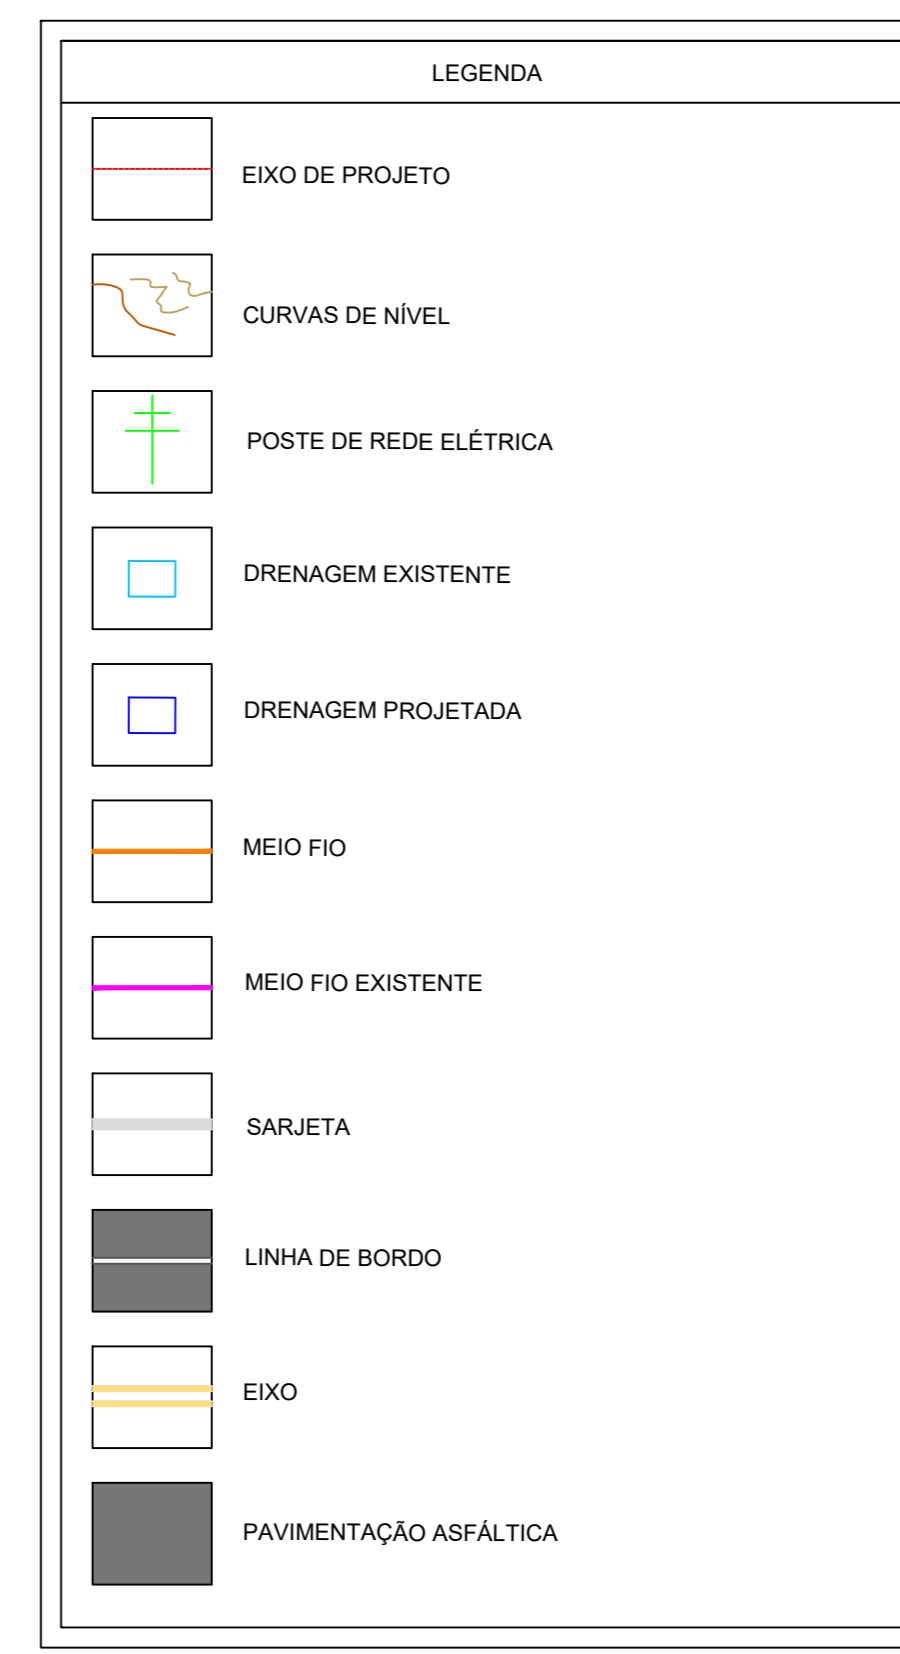 LEGENDA
EIXO DE PROJETO
CURVAS DE NÍVEL
POSTE DE REDE ELÉTRICA
DRENAGEM EXISTENTE
DRENAGEM PROJETADA
MEIO FIO
MEIO FIO EXISTENTE
SARJETA
LINHA DE BORDO
EIXO
PAVIMENTAÇÃO ASFÁLTICA